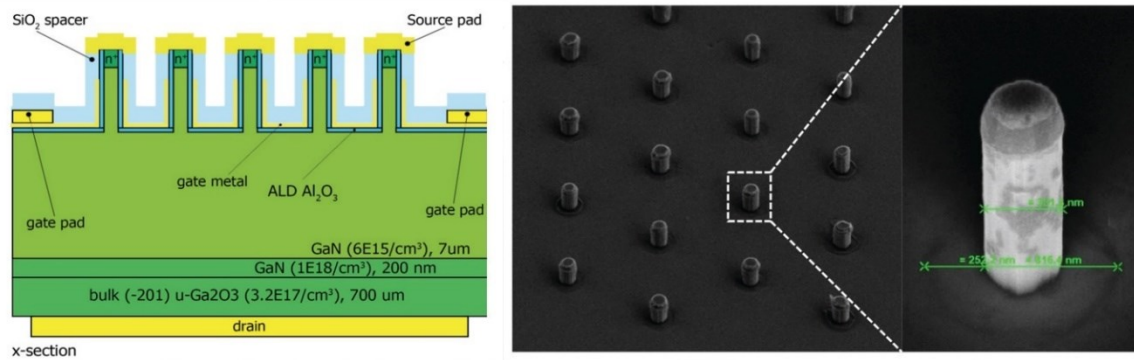 SiO₂ spacer
Source pad
n⁺ n⁺ n⁺ n⁺ n⁺
gate metal
ALD Al₂O₃
gate pad
gate pad
GaN (6E15/cm³), 7um
GaN (1E18/cm³), 200 nm
bulk (-201) u-Ga2O3 (3.2E17/cm³), 700 um
drain
x-section
nm
= 252. nm
nm